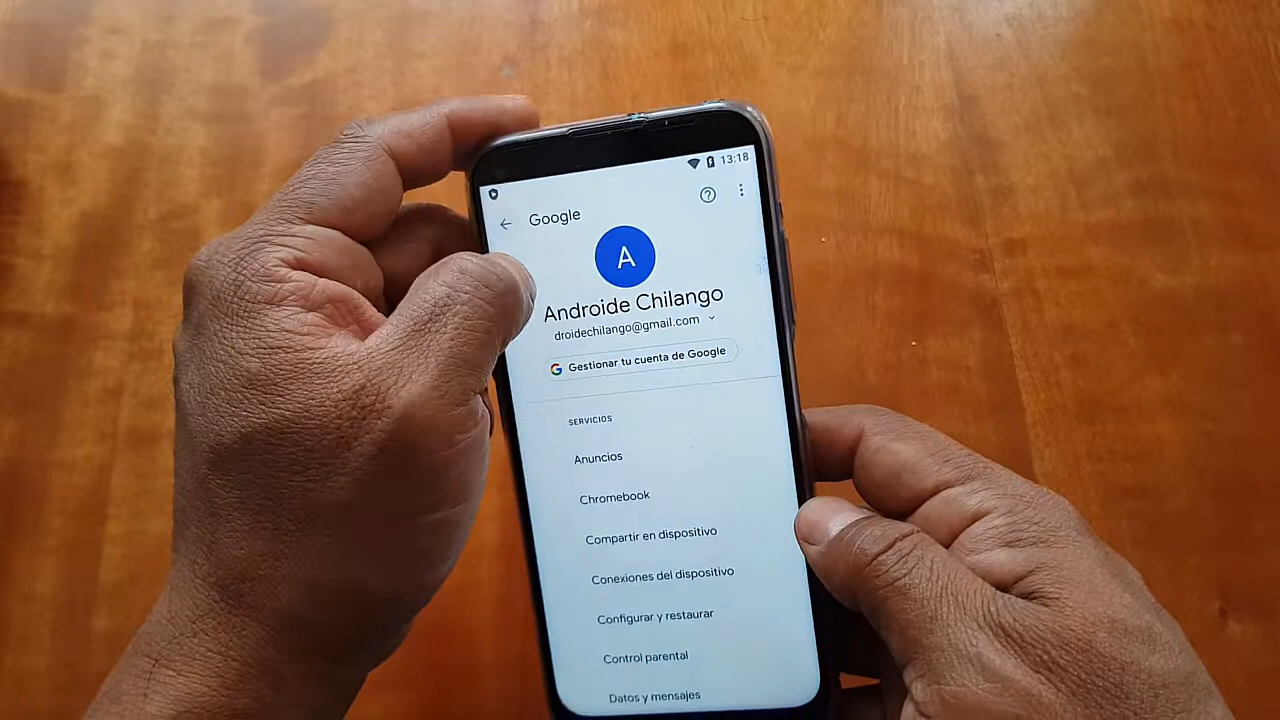 13:18
Google
A
Androide Chilango
droidechilango@gmail.com
G Gestionar tu cuenta de Google
SERVICIOS
Anuncios
Chromebook
Compartir en dispositivo
Conexiones del dispositivo
Configurar y restaurar
Control parental
Datos y mensajes